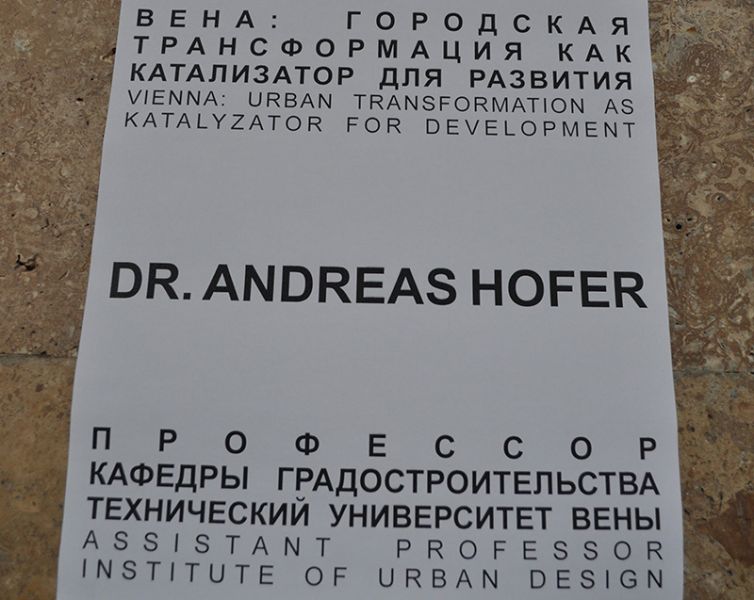 ВЕНА: ГОРОДСКАЯ
ТРАНСФОРМАЦИЯ КАК
КАТАЛИЗАТОР ДЛЯ РАЗВИТИЯ
VIENNA: URBAN TRANSFORMATION AS
KATALYZATOR FOR DEVELOPMENT
DR. ANDREAS HOFER
ПРОФЕССОР
КАФЕДРЫ ГРАДОСТРОИТЕЛЬСТВА
ТЕХНИЧЕСКИЙ УНИВЕРСИТЕТ ВЕНЫ
ASSISTANT PROFESSOR
INSTITUTE OF URBAN DESIGN